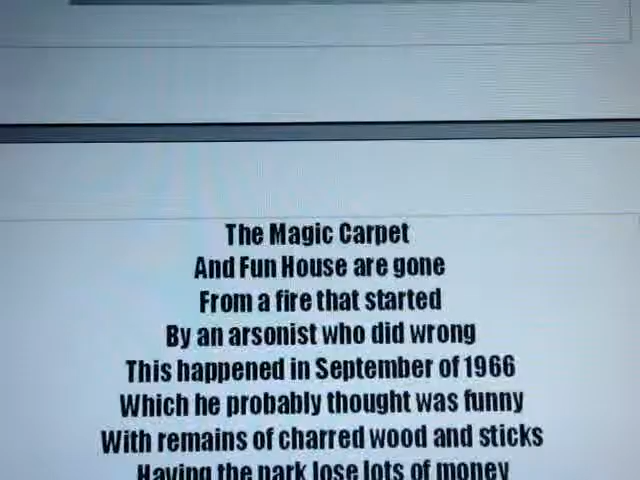 The Magic Carpet
And Fun House are gone
From a fire that started
By an arsonist who did wrong
This happened in September of 1966
Which he probably thought was funny
With remains of charred wood and sticks
Having the park lose lots of money